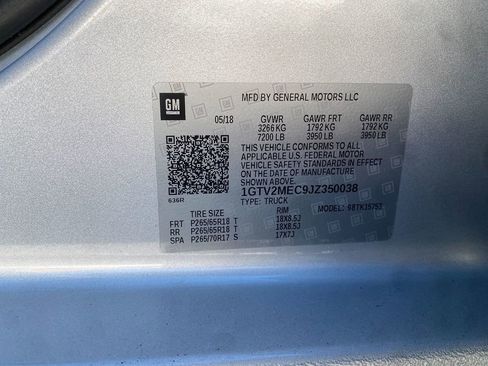 GM
MFD BY GENERAL MOTORS LLC
05/18 GVWR GAWR FRT GAWR RR
3266 KG 1792 KG 1792 KG
7200 LB 3950 LB 3950 LB
THIS VEHICLE CONFORMS TO ALL
APPLICABLE U.S. FEDERAL MOTOR
VEHICLE SAFETY STANDARDS IN EFFECT
ON THE DATE OF MANUFACTURE
SHOWN ABOVE.
1GTV2MEC9JZ350038
TYPE: TRUCK
636R
MODEL:
TIRE SIZE RIM
FRT P265/65R18 T 18X8.5J
RR P265/65R18 T 18X8.5J
SPA P265/70R17 S 17X7J